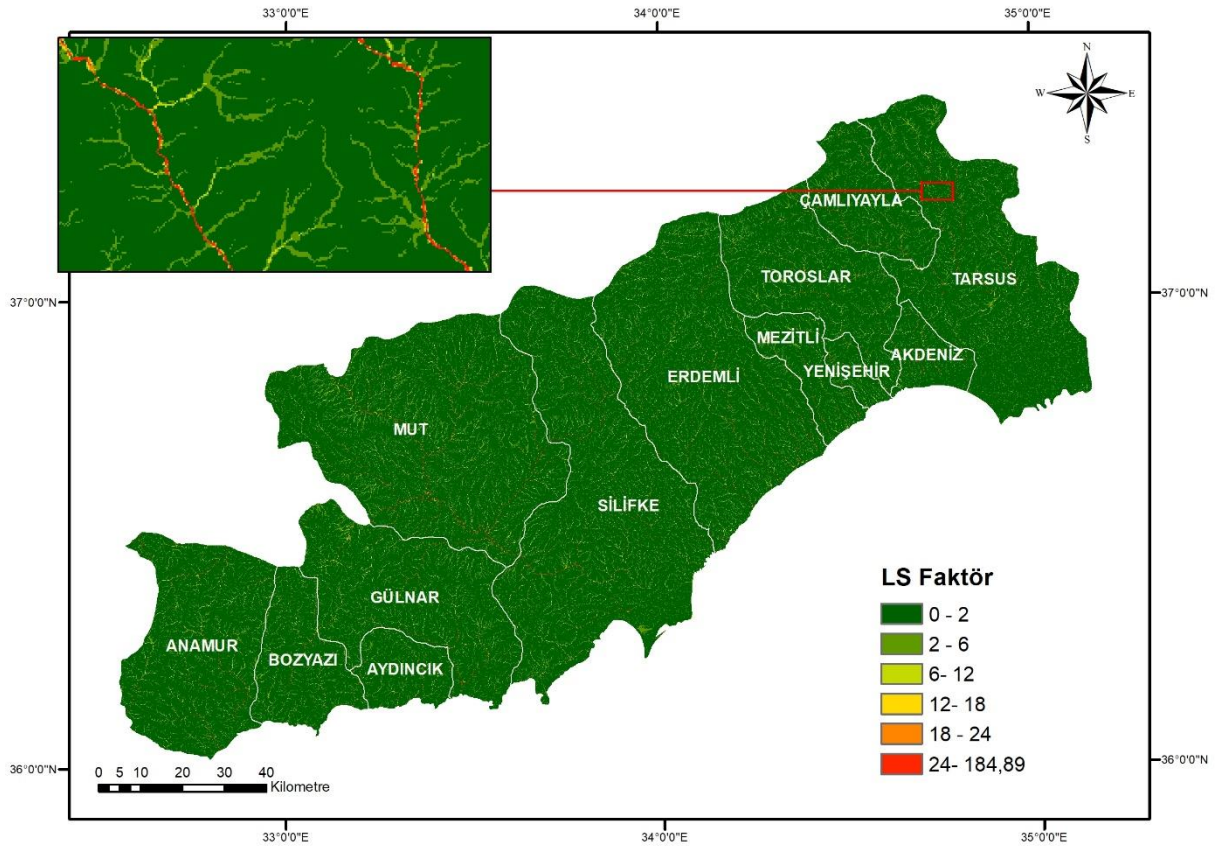 33°0'0"E 34°0'0"E 35°0'0"E
N
W E
S
ÇAMLIYAYLA
TOROSLAR
TARSUS
37°0'0"N
37°0'0"N
MEZİTLİ
AKDENİZ
YENİŞEHİR
ERDEMLİ
MUT
SİLİFKE
LS Faktör
0 - 2
2 - 6
6- 12
12- 18
18 - 24
24- 184,89
GÜLNAR
ANAMUR
BOZYAZI
AYDINCIK
36°0'0"N
36°0'0"N
0 5 10 20 30 40
Kilometre
33°0'0"E 34°0'0"E 35°0'0"E